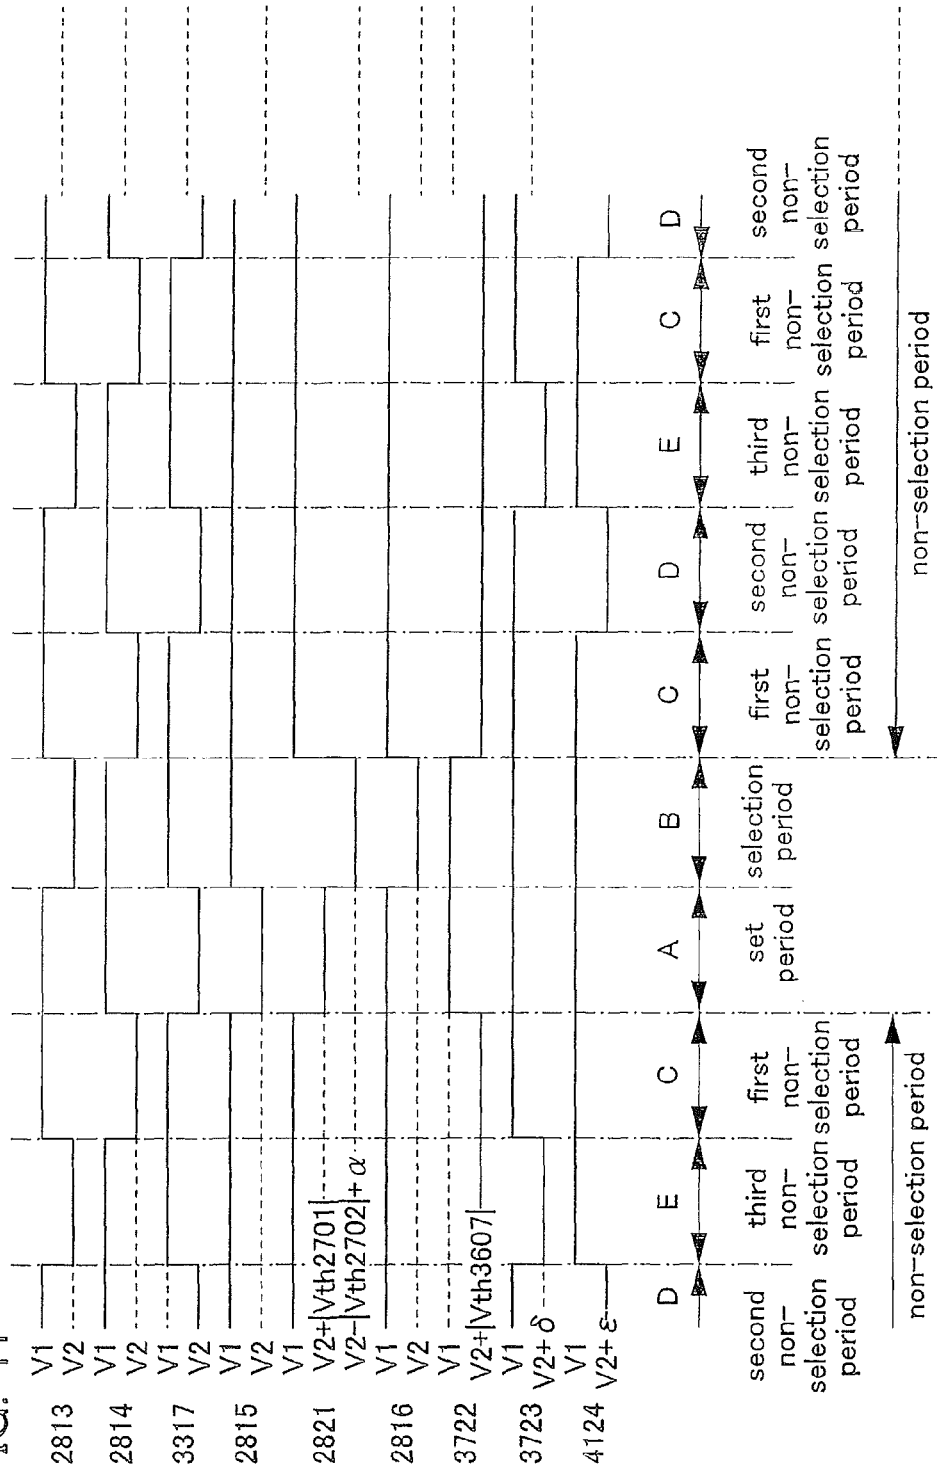 2813 V1
V2
2814 V1
V2
3317 V1
V2
2815 V1
V2
2821 V1
V2+|Vth2701|
V2-|Vth2702|+α
2816 V1
V2
3722 V1
V2+|Vth3607|
3723 V1
V2+δ
4124 V1
V2+ε
D E C A B C D E C D
second non- selection period
third non- selection period
first non- selection period
set period
selection period
first non- selection period
second non- selection period
third non- selection period
first non- selection period
second non- selection period
non-selection period
non-selection period